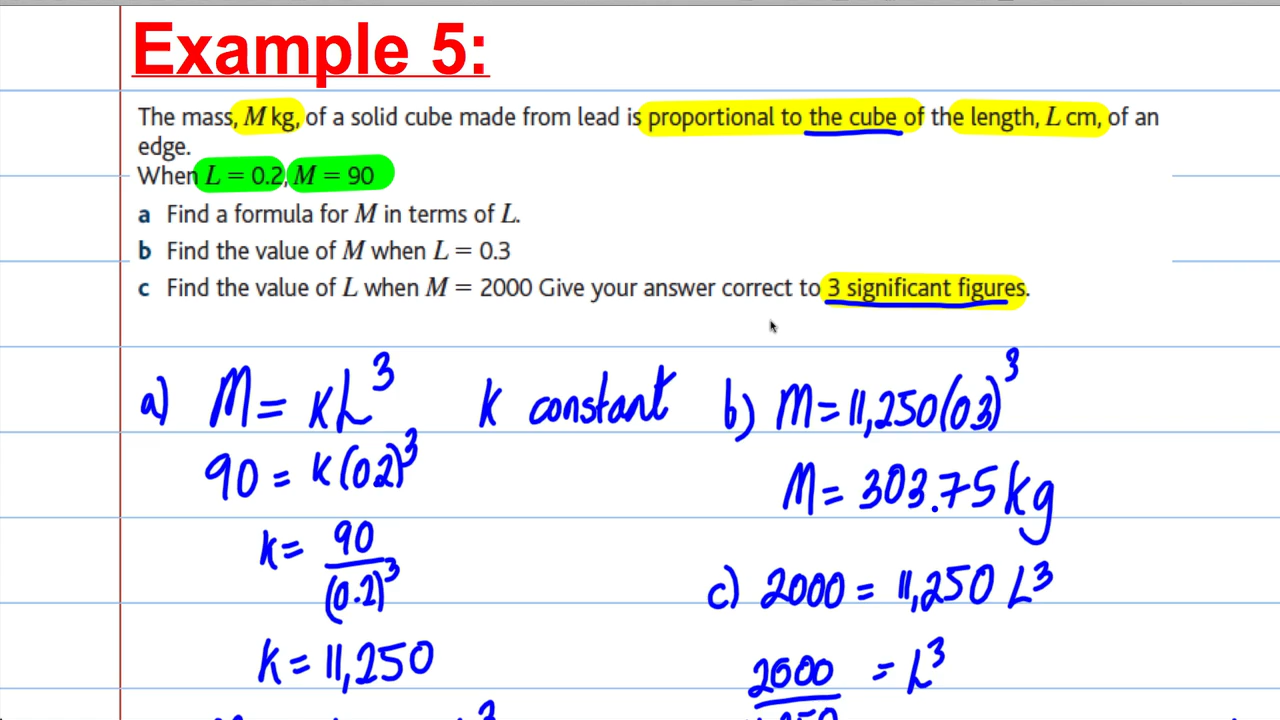 Example 5:
The mass, M kg, of a solid cube made from lead is proportional to the cube of the length, L cm, of an
edge.
When L = 0.2, M = 90
a Find a formula for M in terms of L.
b Find the value of M when L = 0.3
c Find the value of L when M = 2000 Give your answer correct to 3 significant figures.
a) M = KL³ K constant
90 = K(0.2)³
K = 90/(0.2)³
K = 11,250
b) M = 11,250(0.3)³
M = 303.75kg
c) 2000 = 11,250 L³
2000/11,250 = L³